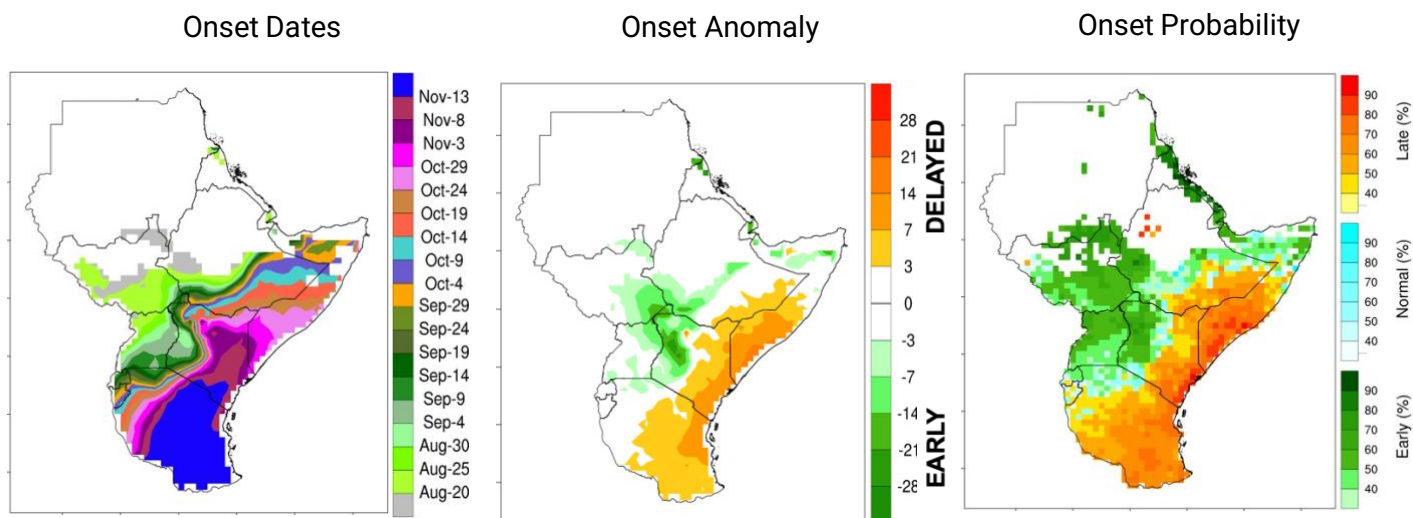 Onset Dates
Nov-13
Nov-8
Nov-3
Oct-29
Oct-24
Oct-19
Oct-14
Oct-9
Oct-4
Sep-29
Sep-24
Sep-19
Sep-14
Sep-9
Sep-4
Aug-30
Aug-25
Aug-20
Onset Anomaly
28
21
14
7
3
0
-3
-7
-14
-21
-28
DELAYED
EARLY
Onset Probability
90
80
70
60
50
40
Late (%)
90
80
70
60
50
40
Normal (%)
90
80
70
60
50
40
Early (%)